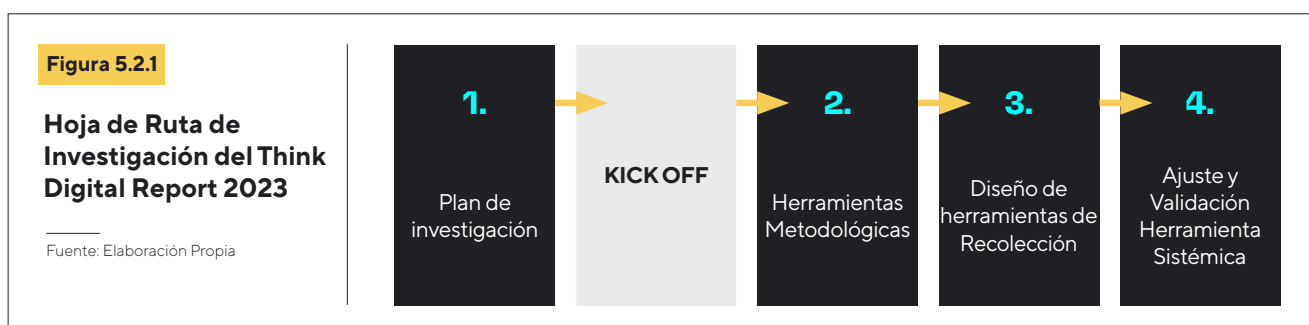 Figura 5.2.1
Hoja de Ruta de
Investigación del Think
Digital Report 2023
Fuente: Elaboración Propia
1.
Plan de
investigación
KICK OFF
2.
Herramientas
Metodológicas
3.
Diseño de
herramientas de
Recolección
4.
Ajuste y
Validación
Herramienta
Sistémica